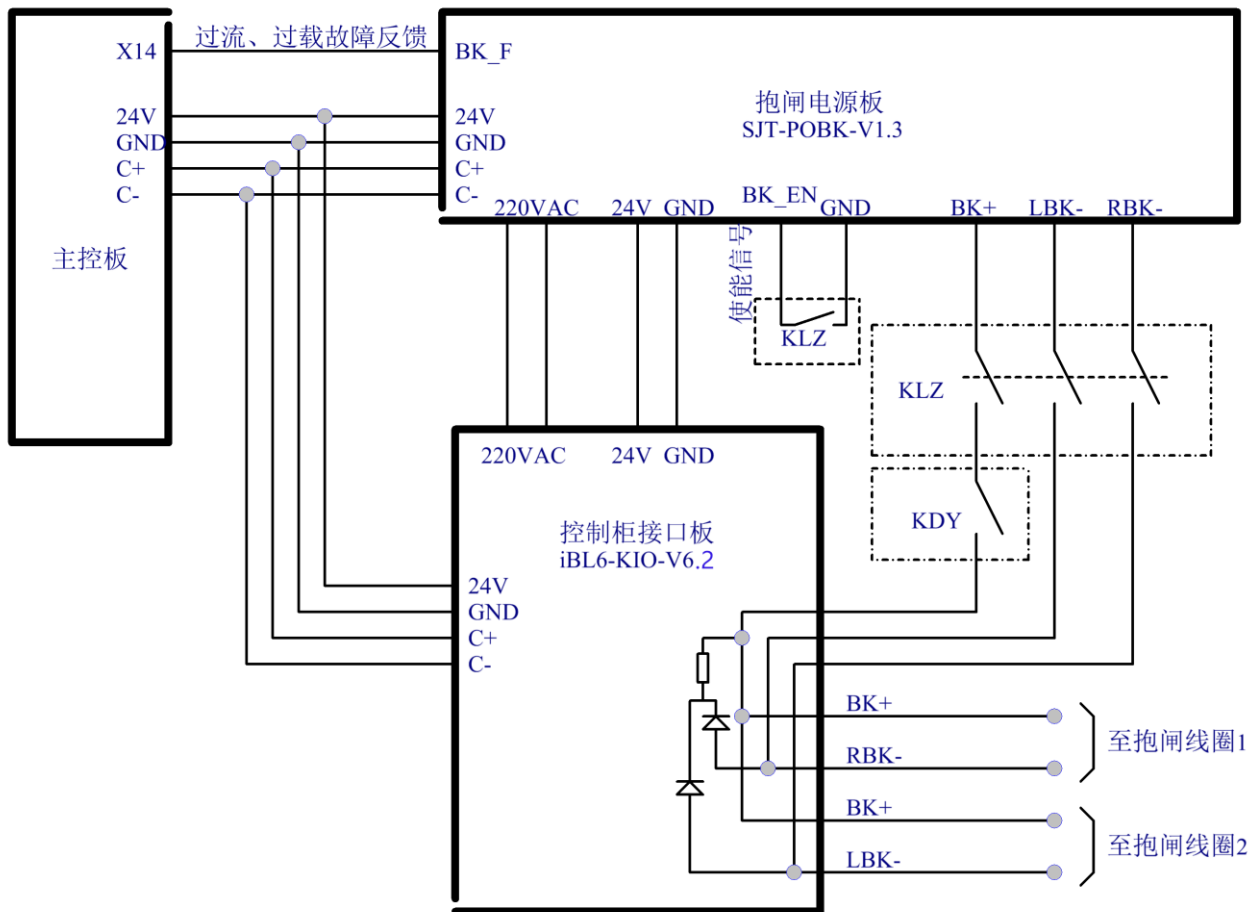 X14
过流、过载故障反馈
BK_F
24V
GND
C+
C-
24V
GND
C+
C-
抱闸电源板
SJT-POBK-V1.3
220VAC
24V
GND
BK_EN
GND
BK+
LBK-
RBK-
主控板
使能信号
KLZ
KLZ
KDY
220VAC
24V
GND
控制柜接口板
iBL6-KIO-V6.2
24V
GND
C+
C-
BK+
RBK-
至抱闸线圈1
BK+
LBK-
至抱闸线圈2